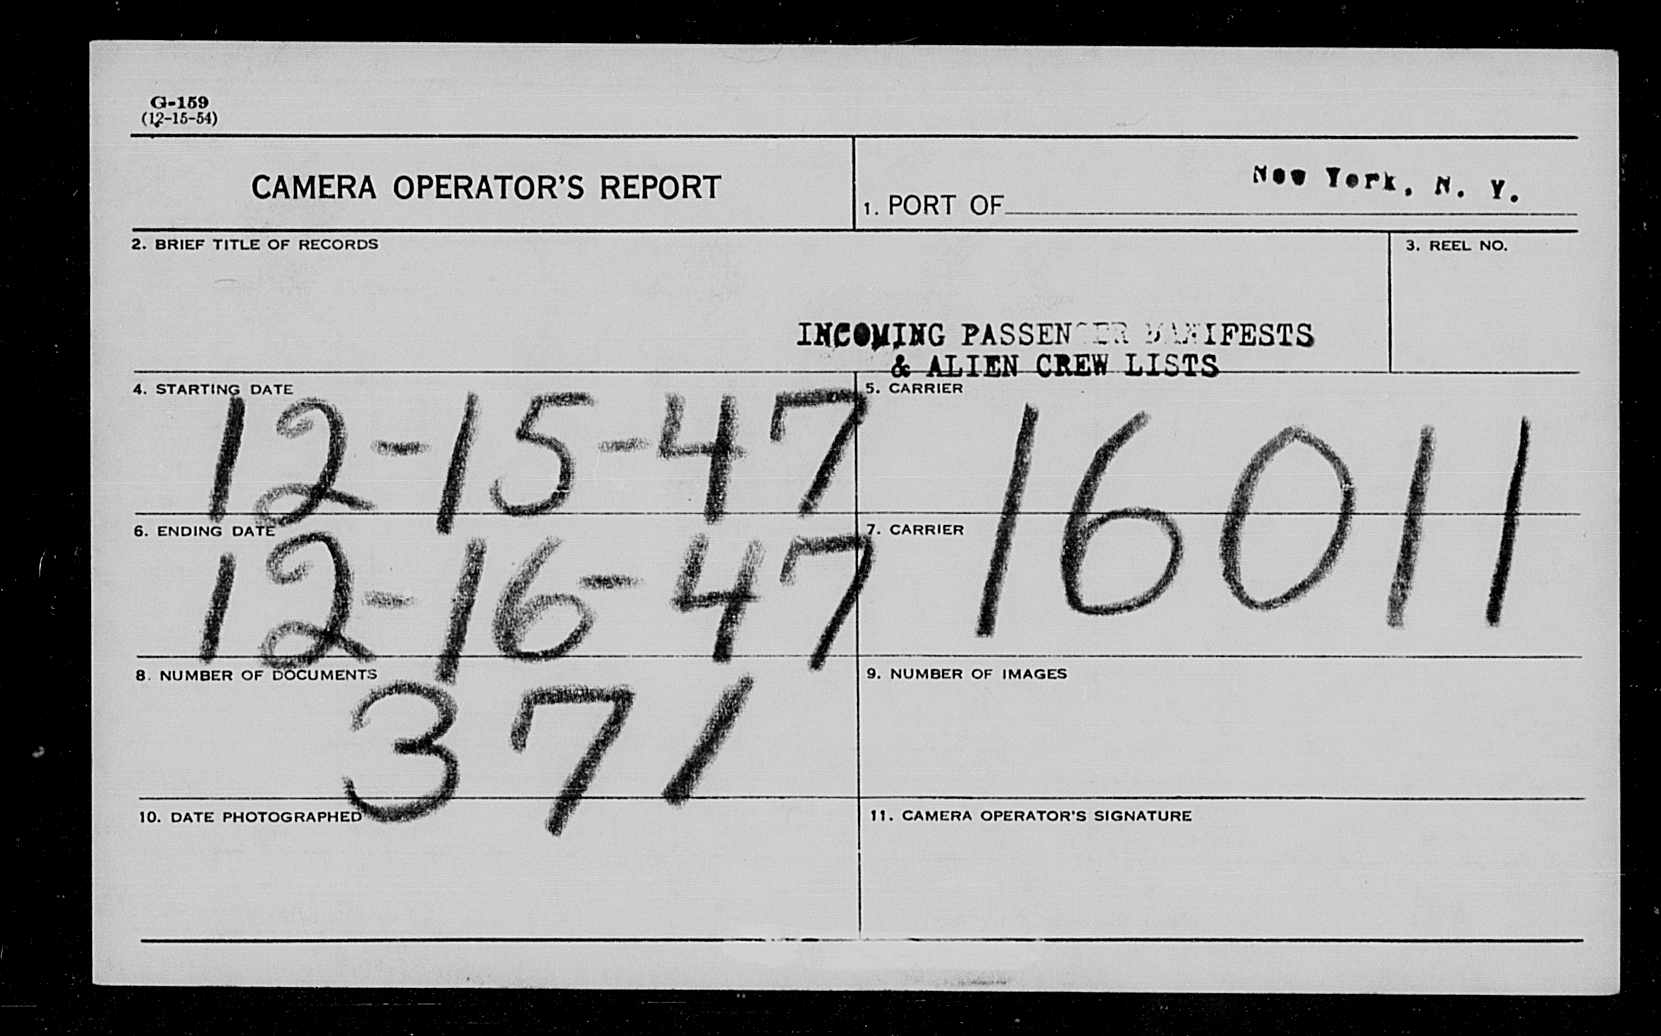 G-159
(12-15-54)
CAMERA OPERATOR'S REPORT
1. PORT OF New York, N. Y.
2. BRIEF TITLE OF RECORDS
3. REEL NO.
INCOMING PASSENGER MANIFESTS
& ALIEN CREW LISTS
4. STARTING DATE
12-15-47
5. CARRIER
16011
6. ENDING DATE
12-16-47
7. CARRIER
8. NUMBER OF DOCUMENTS
371
9. NUMBER OF IMAGES
10. DATE PHOTOGRAPHED
11. CAMERA OPERATOR'S SIGNATURE